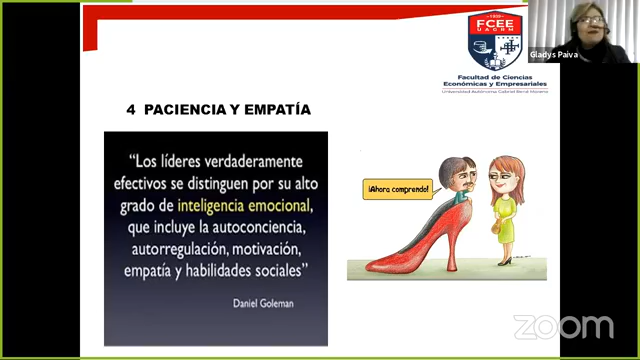 1930
FCEE
UAGRM
Facultad de Ciencias
Económicas y Empresariales
Universidad Autónoma Gabriel René Moreno
Gladys Paiva
4 PACIENCIA Y EMPATÍA
“Los líderes verdaderamente
efectivos se distinguen por su alto
grado de inteligencia emocional,
que incluye la autoconciencia,
autorregulación, motivación,
empatía y habilidades sociales”
Daniel Goleman
¡Ahora comprendo!
zoom